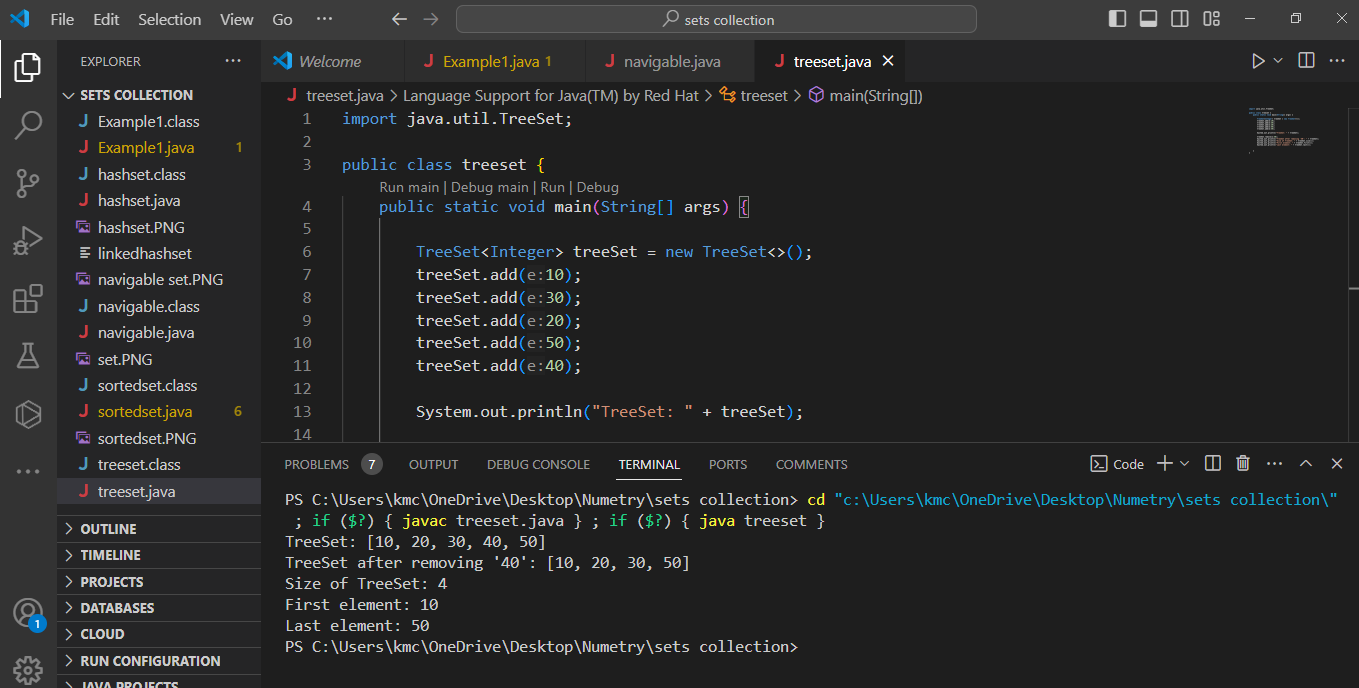 File Edit Selection View Go ··· sets collection
EXPLORER ···
SETS COLLECTION
Example1.class
Example1.java 1
hashset.class
hashset.java
hashset.PNG
linkedhashset
navigable set.PNG
navigable.class
navigable.java
set.PNG
sortedset.class
sortedset.java 6
sortedset.PNG
treeset.class
treeset.java
OUTLINE
TIMELINE
PROJECTS
DATABASES
CLOUD
RUN CONFIGURATION
JAVA PROJECTS
1
Welcome J Example1.java 1 J navigable.java J treeset.java
J treeset.java > Language Support for Java(TM) by Red Hat > treeset > main(String[])
1 import java.util.TreeSet;
2
3 public class treeset {
Run main | Debug main | Run | Debug
4 public static void main(String[] args) {
5
6 TreeSet<Integer> treeSet = new TreeSet<>();
7 treeSet.add(e:10);
8 treeSet.add(e:30);
9 treeSet.add(e:20);
10 treeSet.add(e:50);
11 treeSet.add(e:40);
12
13 System.out.println("TreeSet: " + treeSet);
14
PROBLEMS 7 OUTPUT DEBUG CONSOLE TERMINAL PORTS COMMENTS Code
PS C:\Users\kmc\OneDrive\Desktop\Numetry\sets collection> cd "c:\Users\kmc\OneDrive\Desktop\Numetry\sets collection\"
; if ($?) { javac treeset.java } ; if ($?) { java treeset }
TreeSet: [10, 20, 30, 40, 50]
TreeSet after removing '40': [10, 20, 30, 50]
Size of TreeSet: 4
First element: 10
Last element: 50
PS C:\Users\kmc\OneDrive\Desktop\Numetry\sets collection>